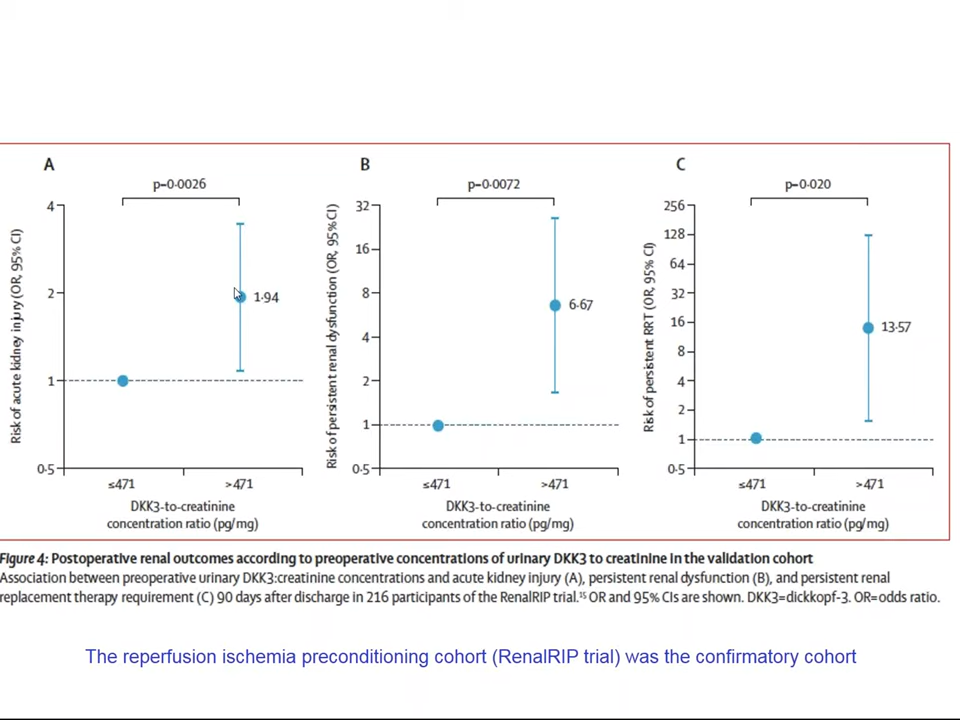 A
p=0·0026
Risk of acute kidney injury (OR, 95% CI)
4
2
1
0·5
1·94
≤471
>471
DKK3-to-creatinine
concentration ratio (pg/mg)
B
p=0·0072
Risk of persistent renal dysfunction (OR, 95% CI)
32
16
8
4
2
1
0·5
6·67
≤471
>471
DKK3-to-creatinine
concentration ratio (pg/mg)
C
p=0·020
Risk of persistent RRT (OR, 95% CI)
256
128
64
32
16
8
4
2
1
0·5
13·57
≤471
>471
DKK3-to-creatinine
concentration ratio (pg/mg)
Figure 4: Postoperative renal outcomes according to preoperative concentrations of urinary DKK3 to creatinine in the validation cohort
Association between preoperative urinary DKK3:creatinine concentrations and acute kidney injury (A), persistent renal dysfunction (B), and persistent renal
replacement therapy requirement (C) 90 days after discharge in 216 participants of the RenalRIP trial.¹⁵ OR and 95% CIs are shown. DKK3=dickkopf-3. OR=odds ratio.
The reperfusion ischemia preconditioning cohort (RenalRIP trial) was the confirmatory cohort